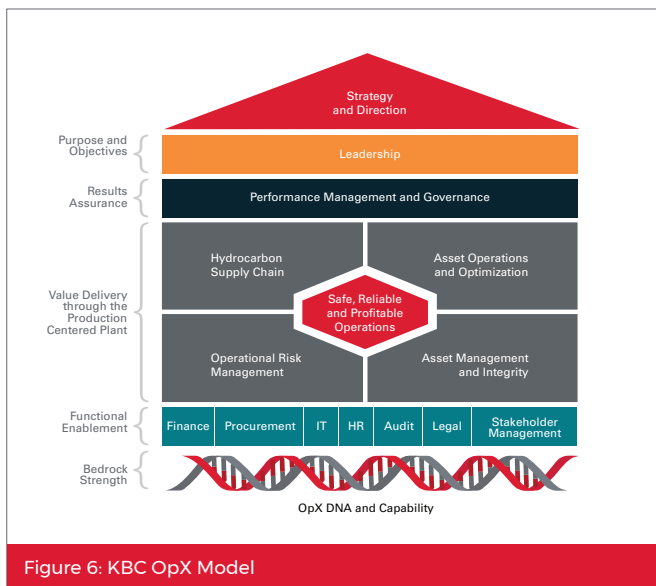 Strategy
and Direction
Purpose and
Objectives
Leadership
Results
Assurance
Performance Management and Governance
Value Delivery
through the
Production
Centered Plant
Hydrocarbon
Supply Chain
Asset Operations
and Optimization
Safe, Reliable
and Profitable
Operations
Operational Risk
Management
Asset Management
and Integrity
Functional
Enablement
Finance
Procurement
IT
HR
Audit
Legal
Stakeholder
Management
Bedrock
Strength
OpX DNA and Capability
Figure 6: KBC OpX Model